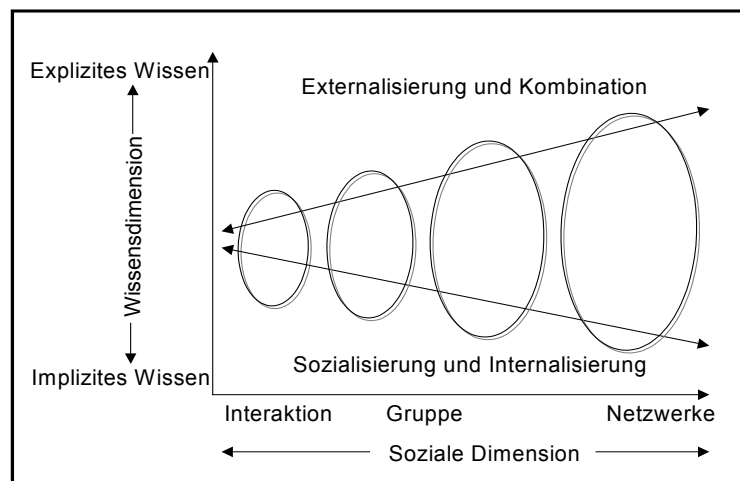 Explizites Wissen
Externalisierung und Kombination
Wissensdimension
Sozialisierung und Internalisierung
Implizites Wissen
Interaktion
Gruppe
Netzwerke
Soziale Dimension